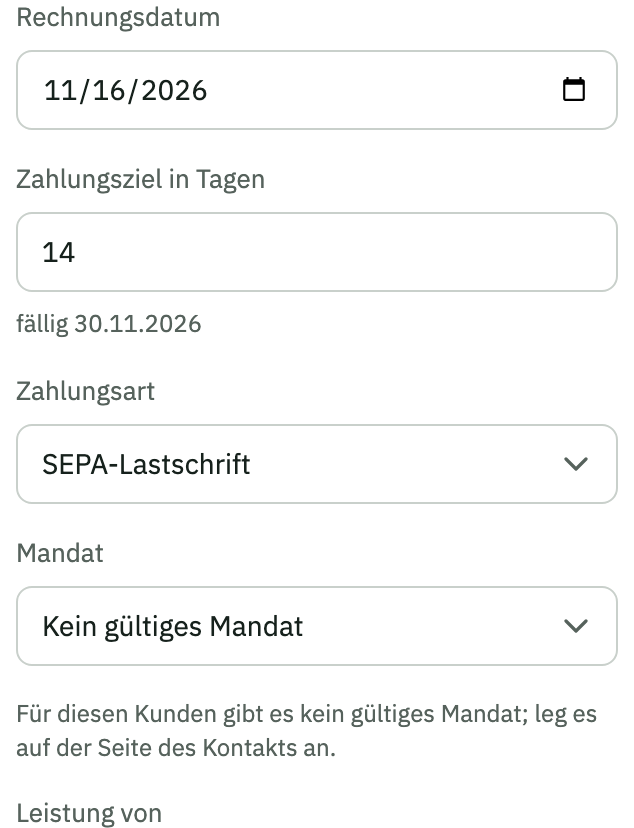 Rechnungsdatum
11/16/2026
Zahlungsziel in Tagen
14
fällig 30.11.2026
Zahlungsart
SEPA-Lastschrift
Mandat
Kein gültiges Mandat
Für diesen Kunden gibt es kein gültiges Mandat; leg es
auf der Seite des Kontakts an.
Leistung von